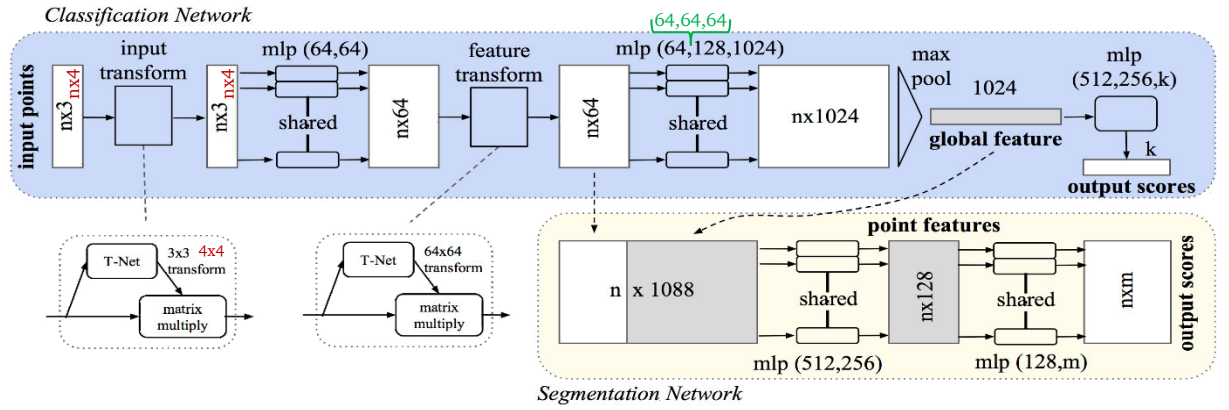 Classification Network
64,64,64
input points
nx3
nx4
input
transform
nx3
nx4
mlp (64,64)
shared
nx64
feature
transform
nx64
mlp (64,128,1024)
shared
nx1024
max
pool
1024
global feature
mlp
(512,256,k)
k
output scores
T-Net
3x3
4x4
transform
matrix
multiply
T-Net
64x64
transform
matrix
multiply
point features
n x 1088
shared
mlp (512,256)
nx128
shared
mlp (128,m)
nxm
output scores
Segmentation Network